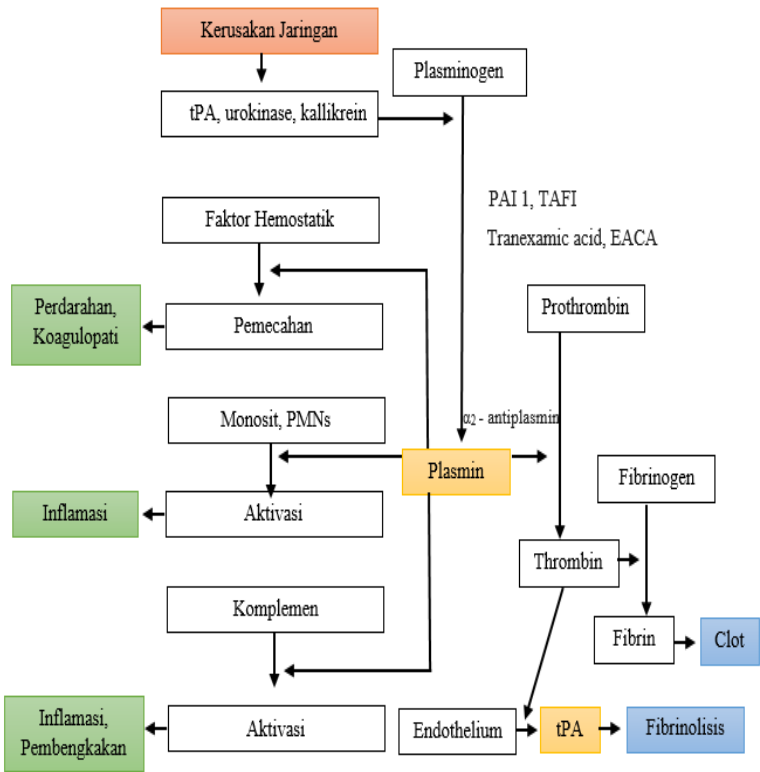 Kerusakan Jaringan
Plasminogen
tPA, urokinase, kallikrein
PAI 1, TAFI
Tranexamic acid, EACA
Faktor Hemostatik
Perdarahan,
Koagulopati
Pemecahan
Prothrombin
Monosit, PMNs
α₂ - antiplasmin
Plasmin
Fibrinogen
Inflamasi
Aktivasi
Thrombin
Komplemen
Fibrin
Clot
Inflamasi,
Pembengkakan
Aktivasi
Endothelium
tPA
Fibrinolisis